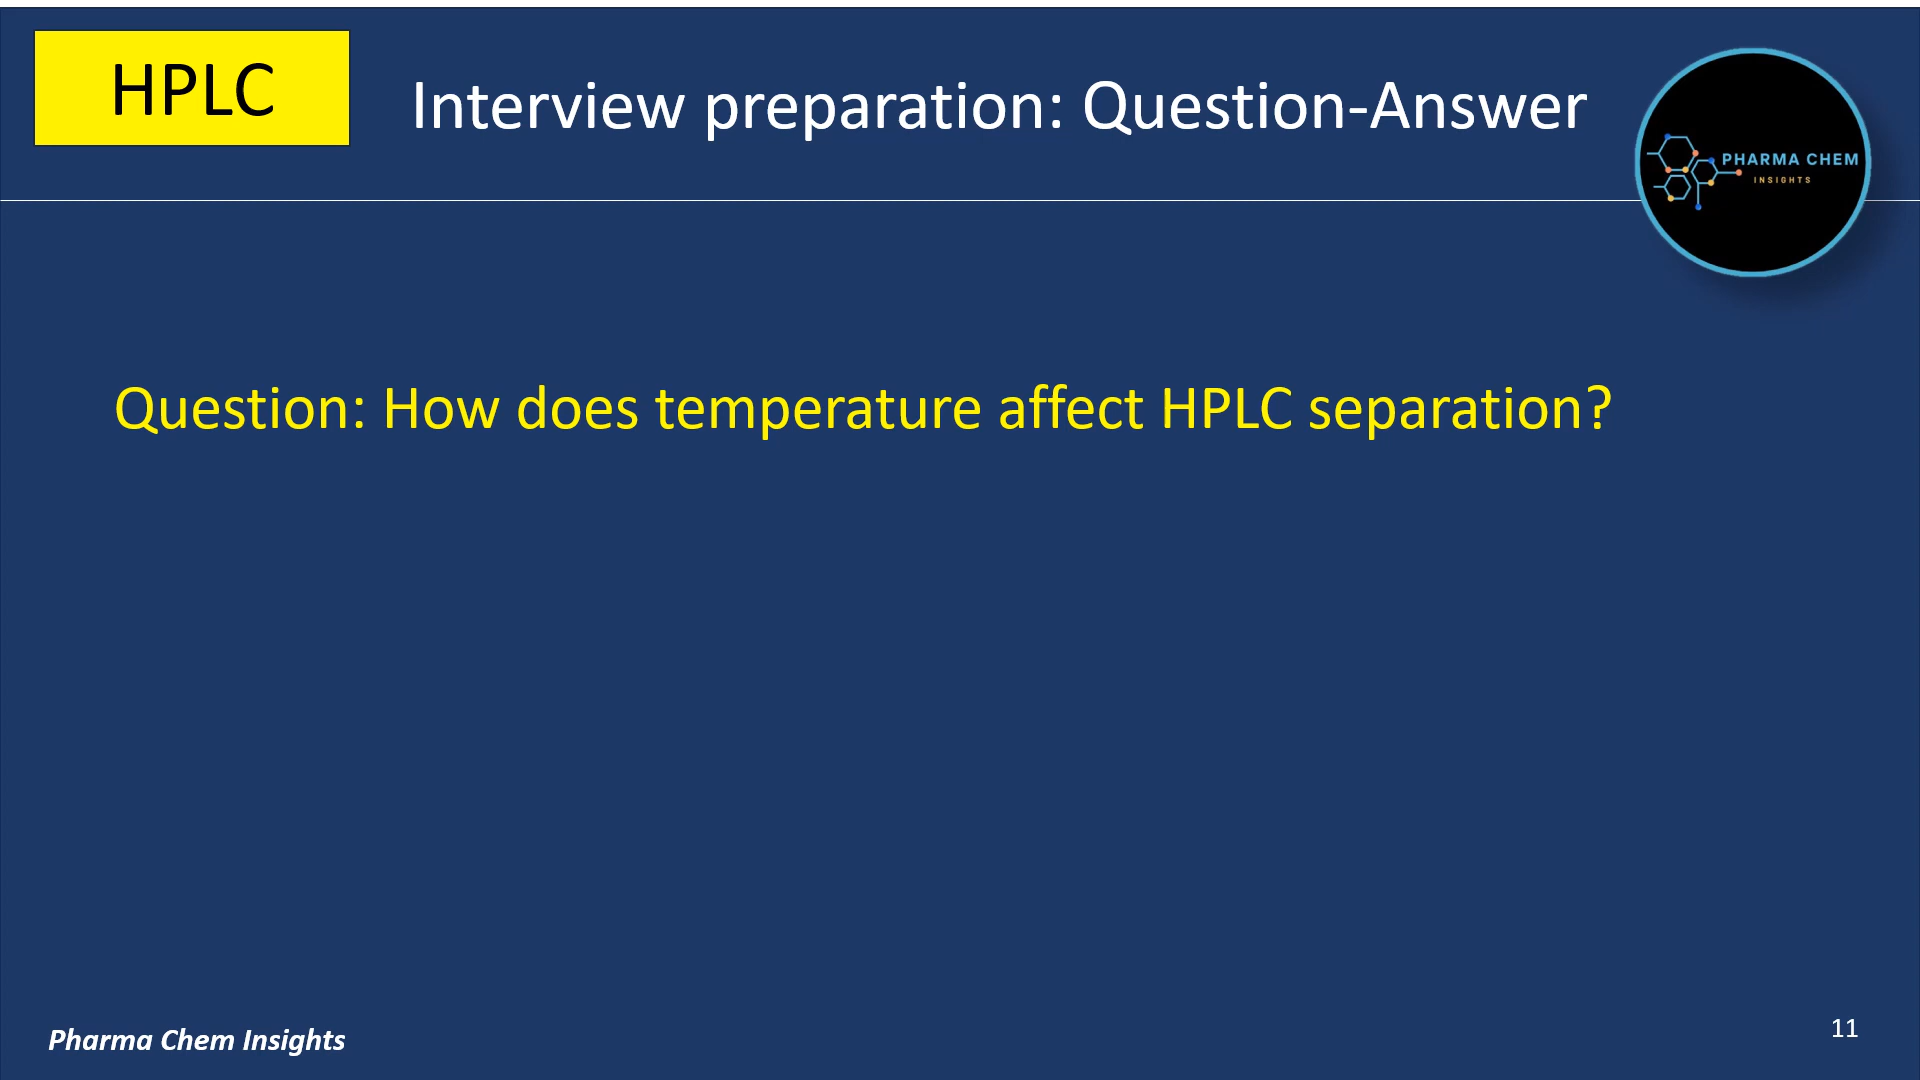 HPLC
Interview preparation: Question-Answer
PHARMA CHEM
INSIGHTS
Question: How does temperature affect HPLC separation?
Pharma Chem Insights
11